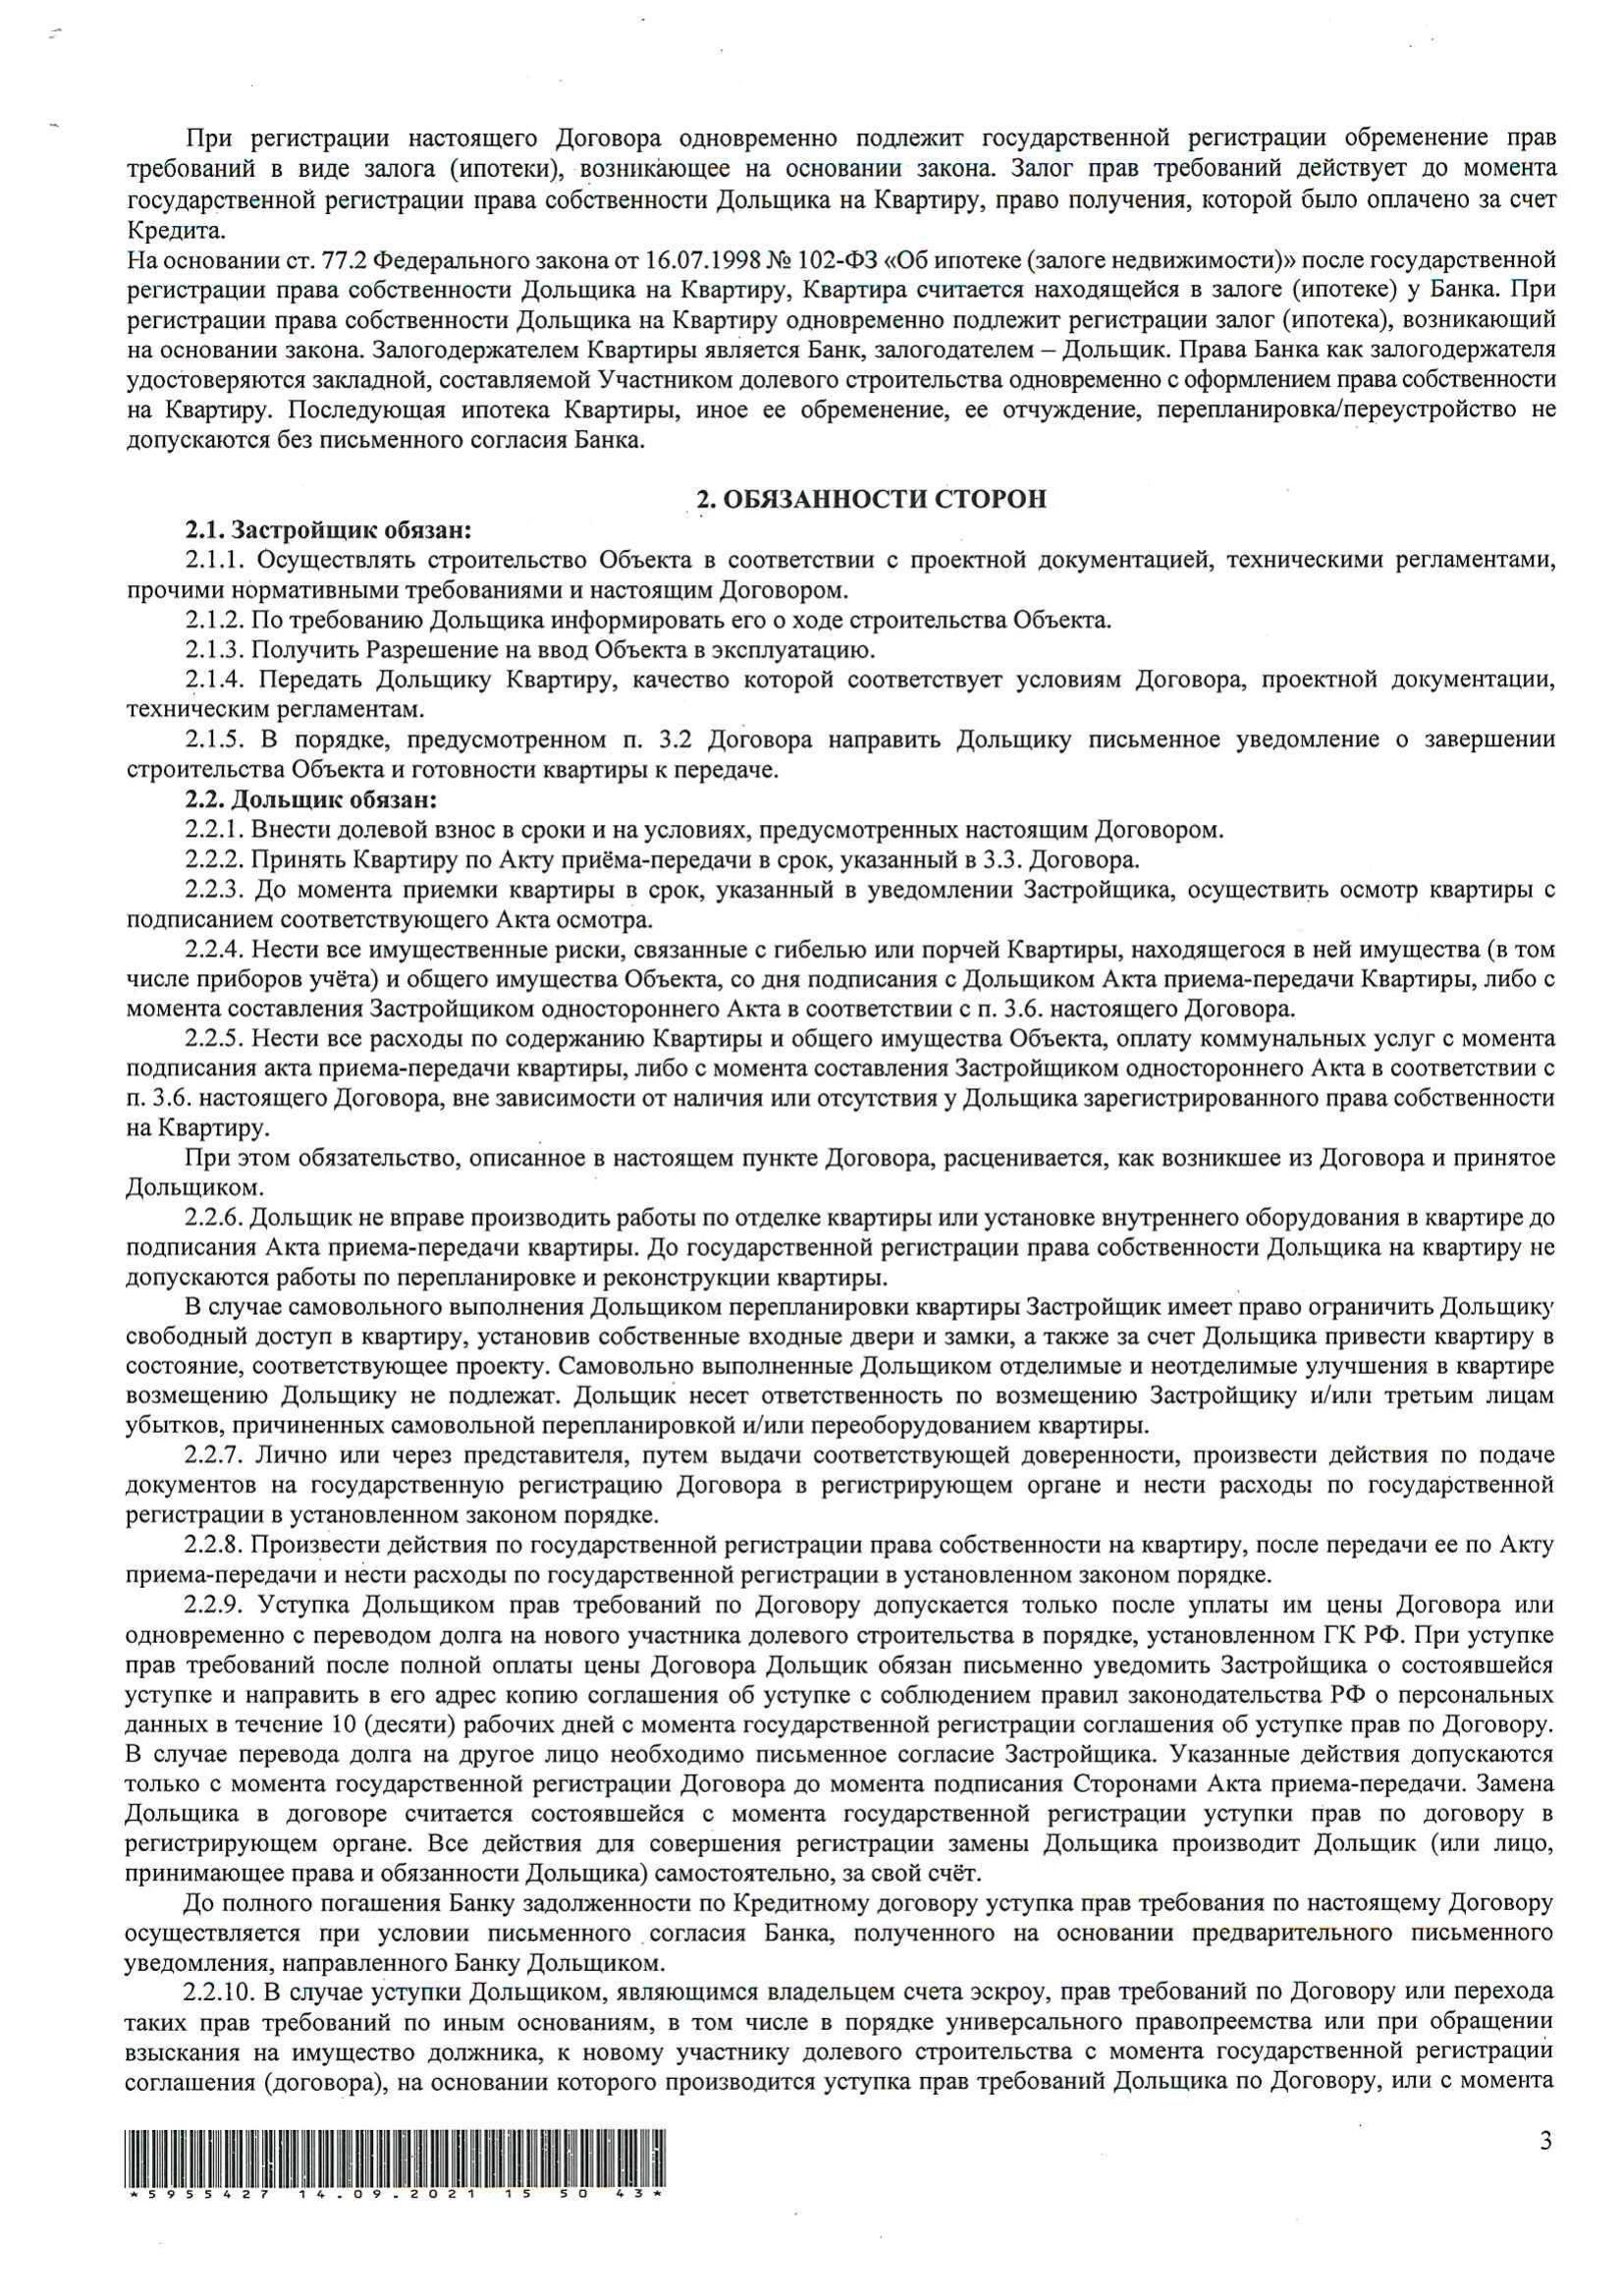 При регистрации настоящего Договора одновременно подлежит государственной регистрации обременение прав
требований в виде залога (ипотеки), возникающее на основании закона. Залог прав требований действует до момента
государственной регистрации права собственности Дольщика на Квартиру, право получения, которой было оплачено за счет
Кредита.
На основании ст. 77.2 Федерального закона от 16.07.1998 № 102-ФЗ «Об ипотеке (залоге недвижимости)» после государственной
регистрации права собственности Дольщика на Квартиру, Квартира считается находящейся в залоге (ипотеке) у Банка. При
регистрации права собственности Дольщика на Квартиру одновременно подлежит регистрации залог (ипотека), возникающий
на основании закона. Залогодержателем Квартиры является Банк, залогодателем – Дольщик. Права Банка как залогодержателя
удостоверяются закладной, составляемой Участником долевого строительства одновременно с оформлением права собственности
на Квартиру. Последующая ипотека Квартиры, иное ее обременение, ее отчуждение, перепланировка/переустройство не
допускаются без письменного согласия Банка.
2. ОБЯЗАННОСТИ СТОРОН
2.1. Застройщик обязан:
2.1.1. Осуществлять строительство Объекта в соответствии с проектной документацией, техническими регламентами,
прочими нормативными требованиями и настоящим Договором.
2.1.2. По требованию Дольщика информировать его о ходе строительства Объекта.
2.1.3. Получить Разрешение на ввод Объекта в эксплуатацию.
2.1.4. Передать Дольщику Квартиру, качество которой соответствует условиям Договора, проектной документации,
техническим регламентам.
2.1.5. В порядке, предусмотренном п. 3.2 Договора направить Дольщику письменное уведомление о завершении
строительства Объекта и готовности квартиры к передаче.
2.2. Дольщик обязан:
2.2.1. Внести долевой взнос в сроки и на условиях, предусмотренных настоящим Договором.
2.2.2. Принять Квартиру по Акту приёма-передачи в срок, указанный в 3.3. Договора.
2.2.3. До момента приемки квартиры в срок, указанный в уведомлении Застройщика, осуществить осмотр квартиры с
подписанием соответствующего Акта осмотра.
2.2.4. Нести все имущественные риски, связанные с гибелью или порчей Квартиры, находящегося в ней имущества (в том
числе приборов учёта) и общего имущества Объекта, со дня подписания с Дольщиком Акта приема-передачи Квартиры, либо с
момента составления Застройщиком одностороннего Акта в соответствии с п. 3.6. настоящего Договора.
2.2.5. Нести все расходы по содержанию Квартиры и общего имущества Объекта, оплату коммунальных услуг с момента
подписания акта приема-передачи квартиры, либо с момента составления Застройщиком одностороннего Акта в соответствии с
п. 3.6. настоящего Договора, вне зависимости от наличия или отсутствия у Дольщика зарегистрированного права собственности
на Квартиру.
При этом обязательство, описанное в настоящем пункте Договора, расценивается, как возникшее из Договора и принятое
Дольщиком.
2.2.6. Дольщик не вправе производить работы по отделке квартиры или установке внутреннего оборудования в квартире до
подписания Акта приема-передачи квартиры. До государственной регистрации права собственности Дольщика на квартиру не
допускаются работы по перепланировке и реконструкции квартиры.
В случае самовольного выполнения Дольщиком перепланировки квартиры Застройщик имеет право ограничить Дольщику
свободный доступ в квартиру, установив собственные входные двери и замки, а также за счет Дольщика привести квартиру в
состояние, соответствующее проекту. Самовольно выполненные Дольщиком отделимые и неотделимые улучшения в квартире
возмещению Дольщику не подлежат. Дольщик несет ответственность по возмещению Застройщику и/или третьим лицам
убытков, причиненных самовольной перепланировкой и/или переоборудованием квартиры.
2.2.7. Лично или через представителя, путем выдачи соответствующей доверенности, произвести действия по подаче
документов на государственную регистрацию Договора в регистрирующем органе и нести расходы по государственной
регистрации в установленном законом порядке.
2.2.8. Произвести действия по государственной регистрации права собственности на квартиру, после передачи ее по Акту
приема-передачи и нести расходы по государственной регистрации в установленном законом порядке.
2.2.9. Уступка Дольщиком прав требований по Договору допускается только после уплаты им цены Договора или
одновременно с переводом долга на нового участника долевого строительства в порядке, установленном ГК РФ. При уступке
прав требований после полной оплаты цены Договора Дольщик обязан письменно уведомить Застройщика о состоявшейся
уступке и направить в его адрес копию соглашения об уступке с соблюдением правил законодательства РФ о персональных
данных в течение 10 (десяти) рабочих дней с момента государственной регистрации соглашения об уступке прав по Договору.
В случае перевода долга на другое лицо необходимо письменное согласие Застройщика. Указанные действия допускаются
только с момента государственной регистрации Договора до момента подписания Сторонами Акта приема-передачи. Замена
Дольщика в договоре считается состоявшейся с момента государственной регистрации уступки прав по договору в
регистрирующем органе. Все действия для совершения регистрации замены Дольщика производит Дольщик (или лицо,
принимающее права и обязанности Дольщика) самостоятельно, за свой счёт.
До полного погашения Банку задолженности по Кредитному договору уступка прав требования по настоящему Договору
осуществляется при условии письменного согласия Банка, полученного на основании предварительного письменного
уведомления, направленного Банку Дольщиком.
2.2.10. В случае уступки Дольщиком, являющимся владельцем счета эскроу, прав требований по Договору или перехода
таких прав требований по иным основаниям, в том числе в порядке универсального правопреемства или при обращении
взыскания на имущество должника, к новому участнику долевого строительства с момента государственной регистрации
соглашения (договора), на основании которого производится уступка прав требований Дольщика по Договору, или с момента
3
*5955427 14.09.2021 15 50 43*